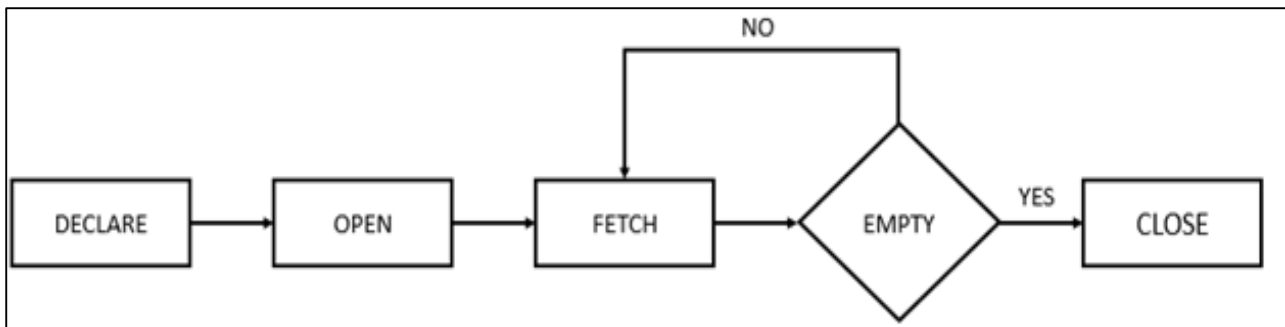 NO
DECLARE
OPEN
FETCH
EMPTY
YES
CLOSE